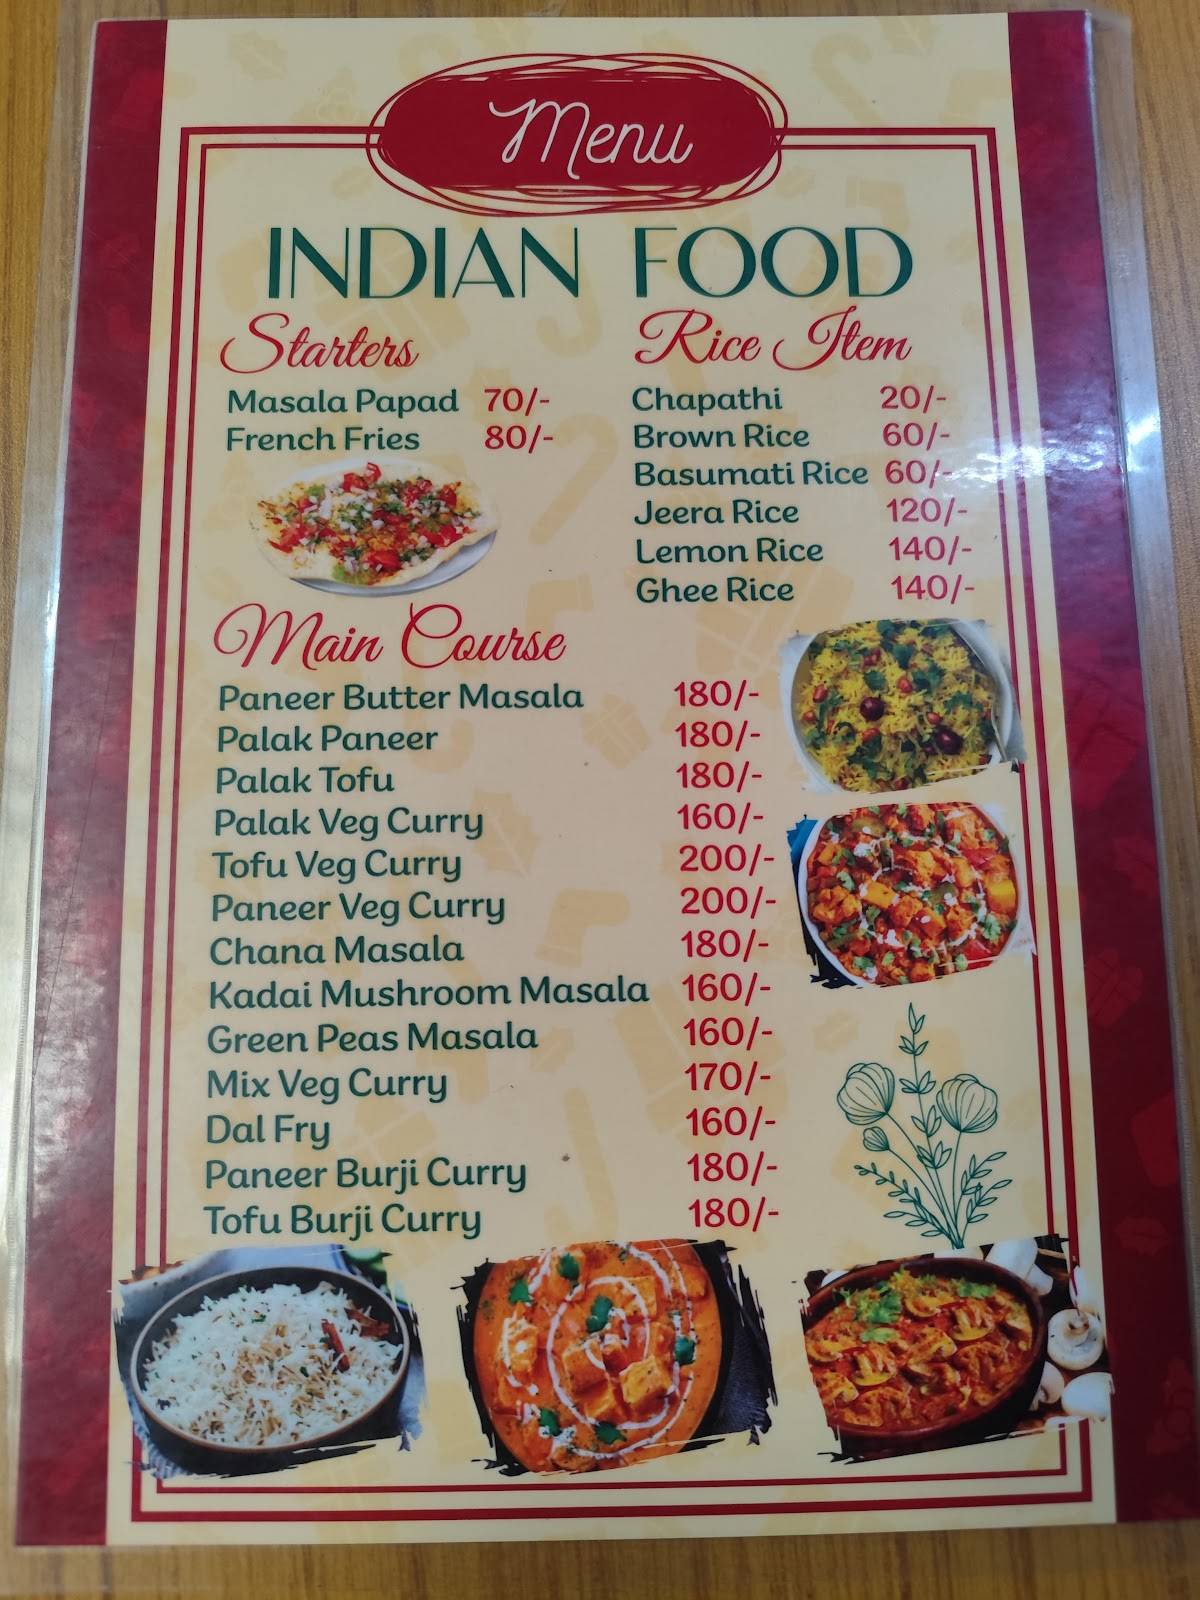 Menu
INDIAN FOOD
Starters
Masala Papad 70/-
French Fries 80/-
Rice Item
Chapathi 20/-
Brown Rice 60/-
Basumati Rice 60/-
Jeera Rice 120/-
Lemon Rice 140/-
Ghee Rice 140/-
Main Course
Paneer Butter Masala 180/-
Palak Paneer 180/-
Palak Tofu 180/-
Palak Veg Curry 160/-
Tofu Veg Curry 200/-
Paneer Veg Curry 200/-
Chana Masala 180/-
Kadai Mushroom Masala 160/-
Green Peas Masala 160/-
Mix Veg Curry 170/-
Dal Fry 160/-
Paneer Burji Curry 180/-
Tofu Burji Curry 180/-